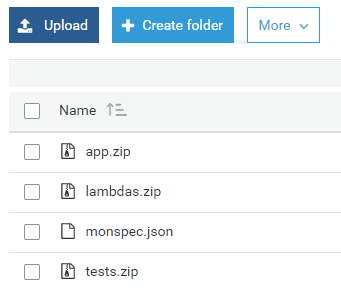 Upload Create folder More
Name
app.zip
lambdas.zip
monspec.json
tests.zip